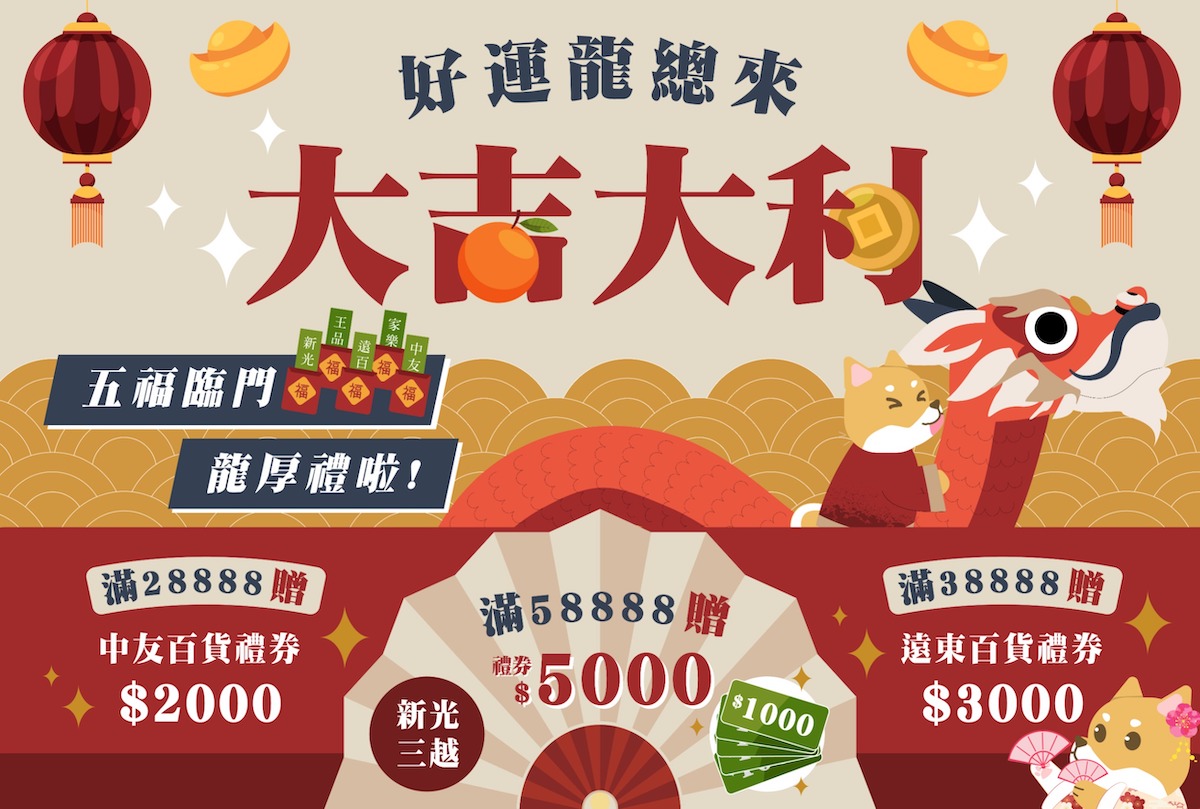 好運龍總來
大吉大利
新光
王品
遠百
家樂
中友
福
福
福
福
福
五福臨門
龍厚禮啦!
滿28888贈
中友百貨禮券
$2000
滿58888贈
禮券
$5000
新光
三越
$1000
滿38888贈
遠東百貨禮券
$3000